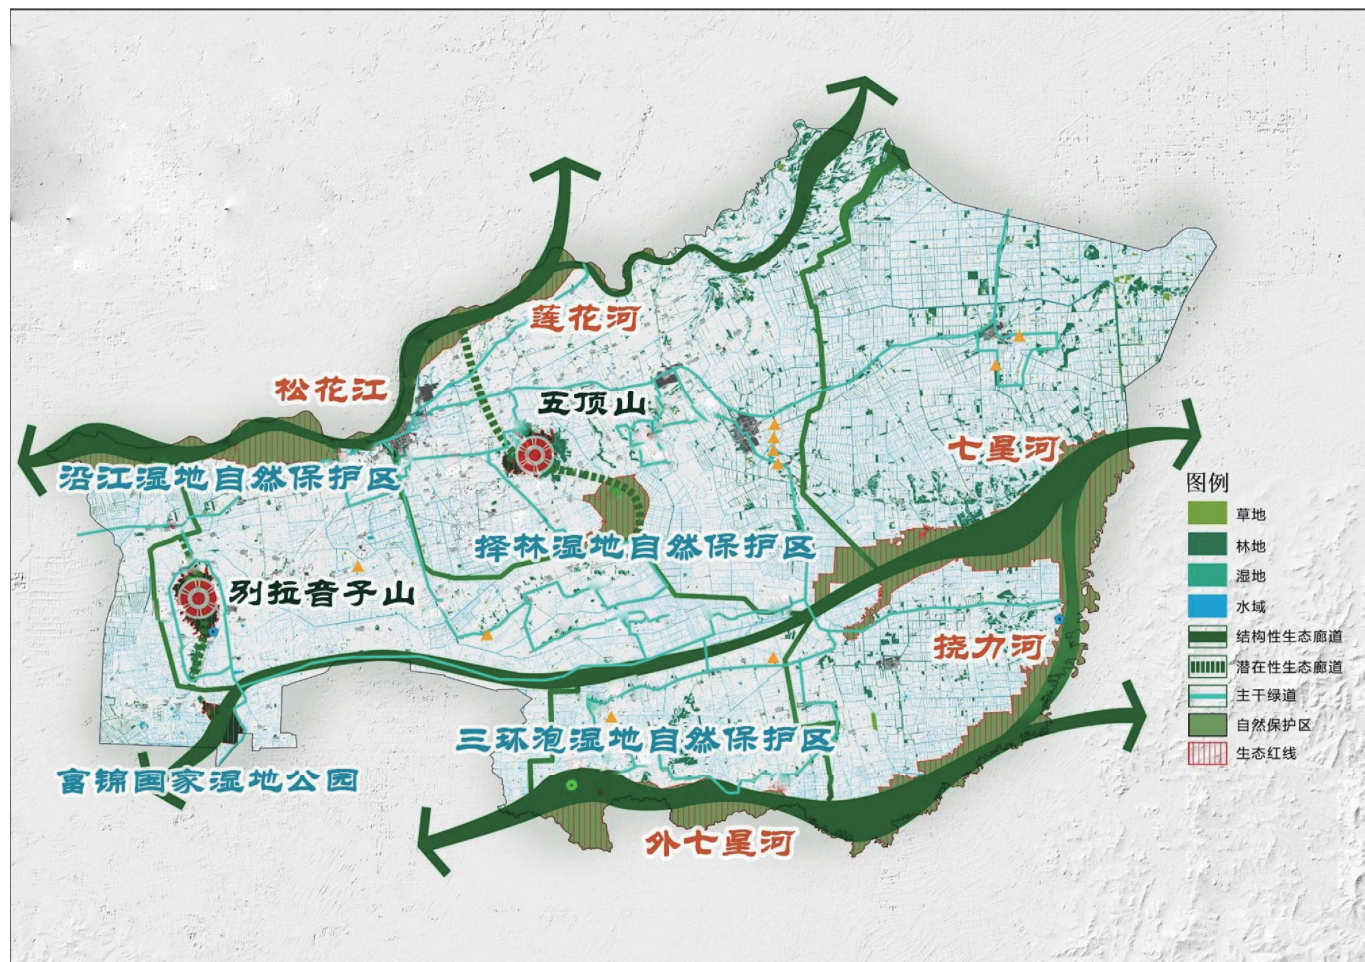 莲花河
松花江
五顶山
七星河
沿江湿地自然保护区
择林湿地自然保护区
别拉音子山
挠力河
三环泡湿地自然保护区
富锦国家湿地公园
外七星河
图例
草地
林地
湿地
水域
结构性生态廊道
潜在性生态廊道
主干绿道
自然保护区
生态红线